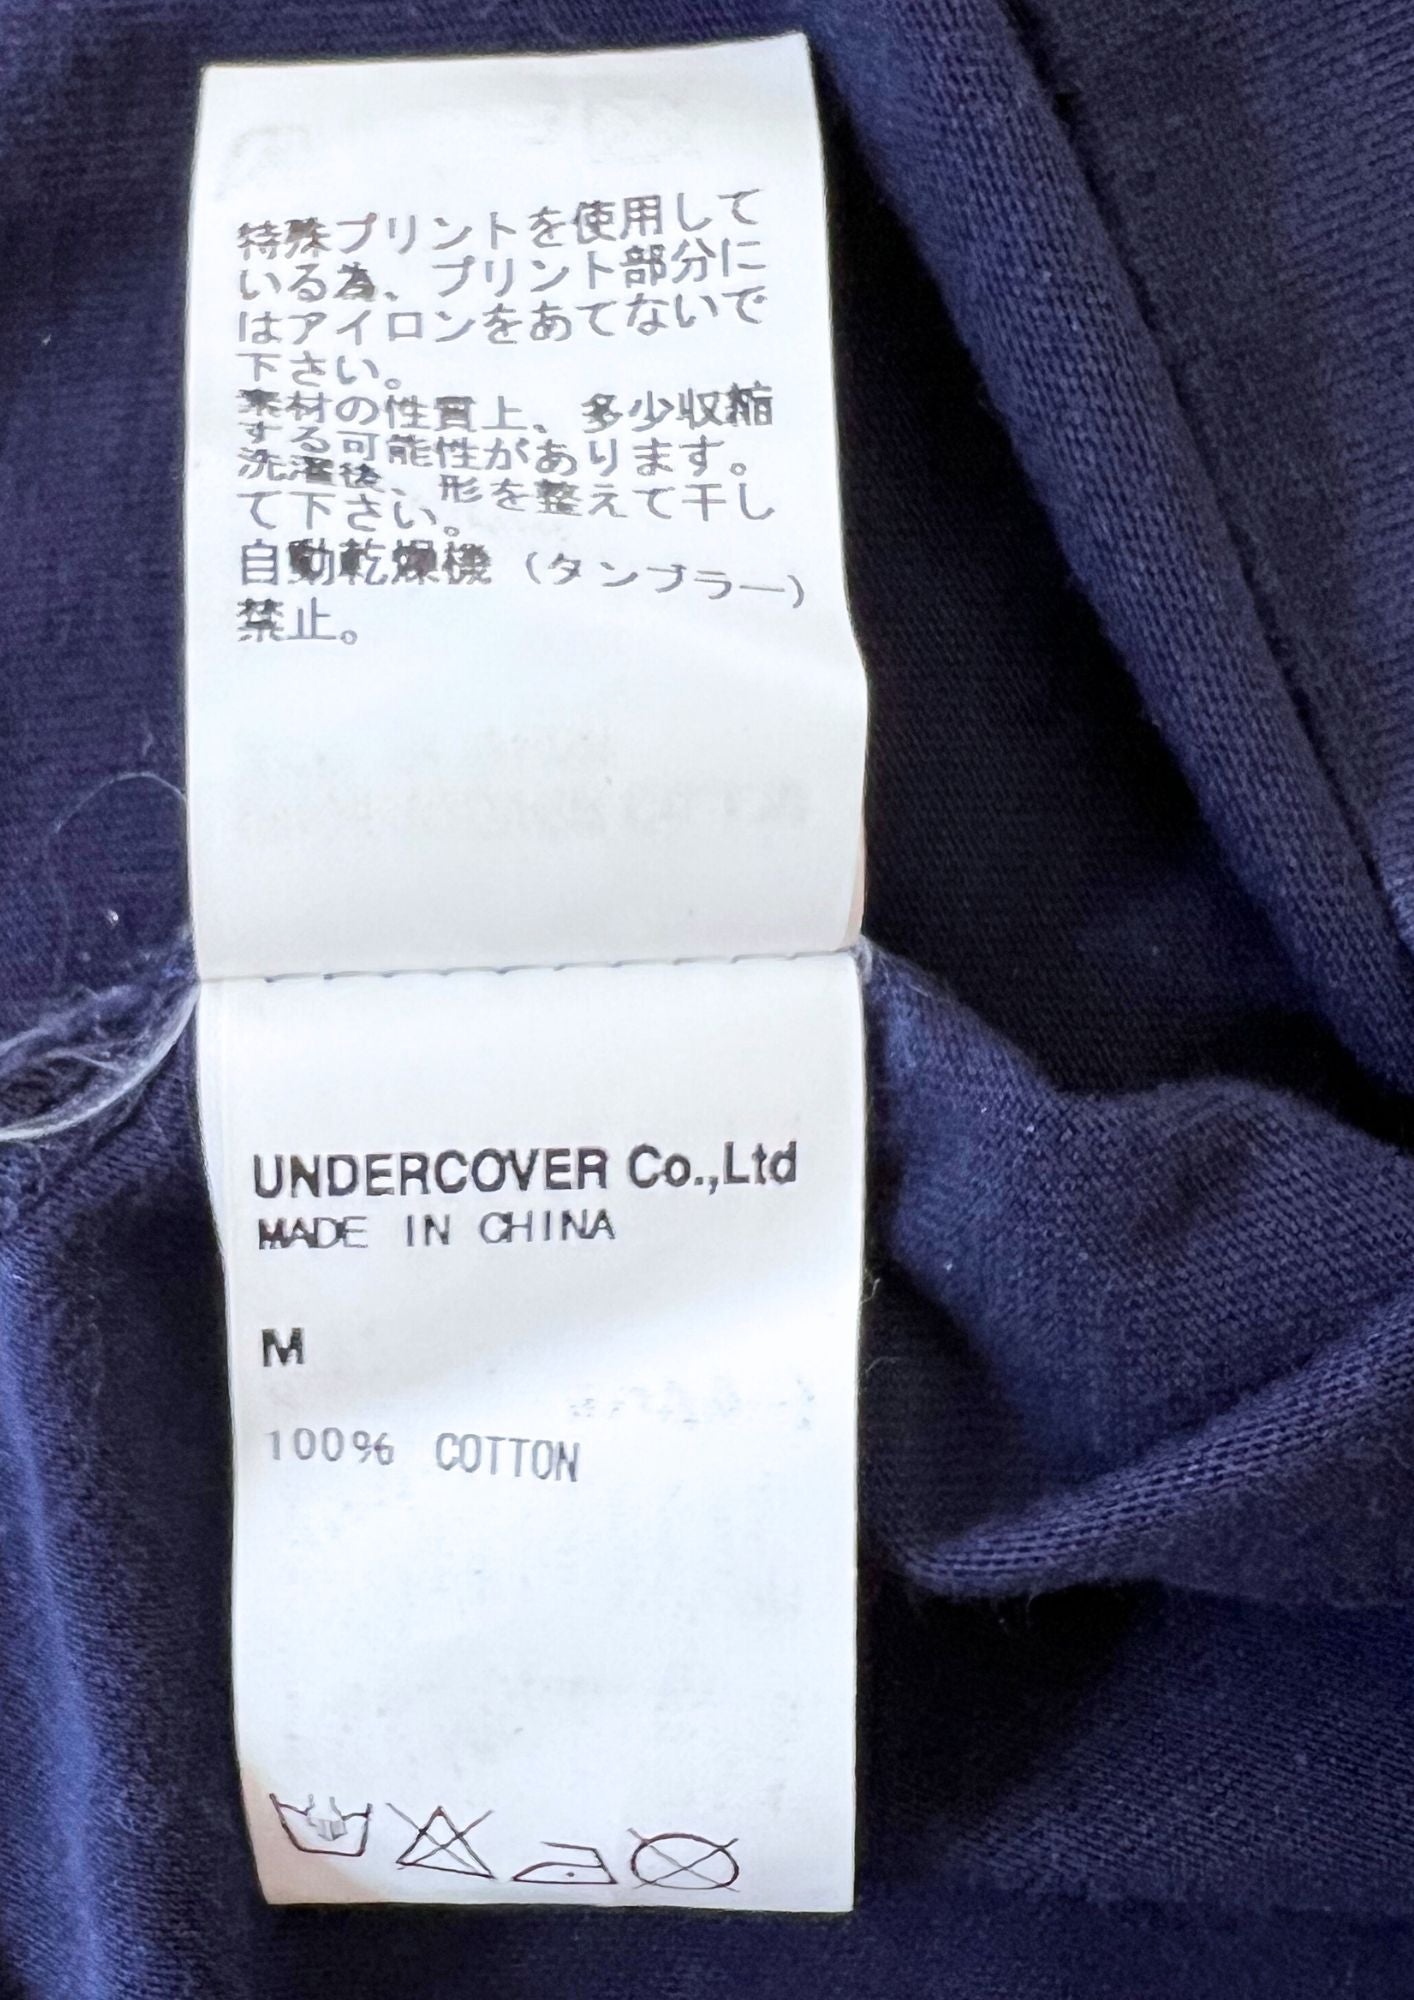 特殊プリントを使用して
いる為、プリント部分に
はアイロンをあてないで
下さい。
素材の性質上、多少収縮
する可能性があります。
洗濯後、形を整えて干し
て下さい。
自動乾燥機（タンブラー）
禁止。
UNDERCOVER Co.,Ltd
MADE IN CHINA
M
100% COTTON